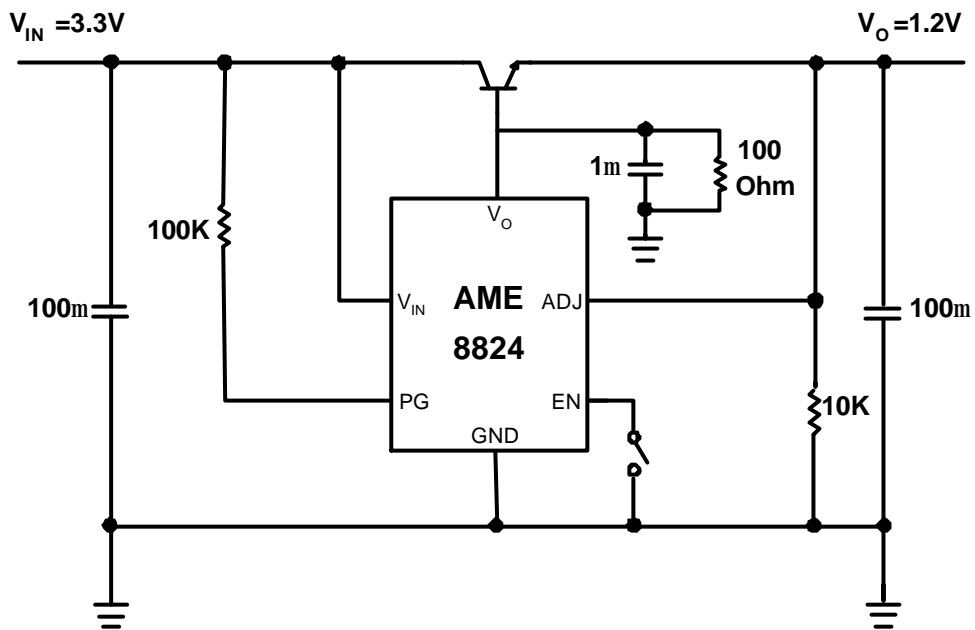 V_IN =3.3V
V_O =1.2V
100
Ohm
1m
V_O
100K
100m
V_IN
AME
8824
ADJ
100m
PG
EN
10K
GND